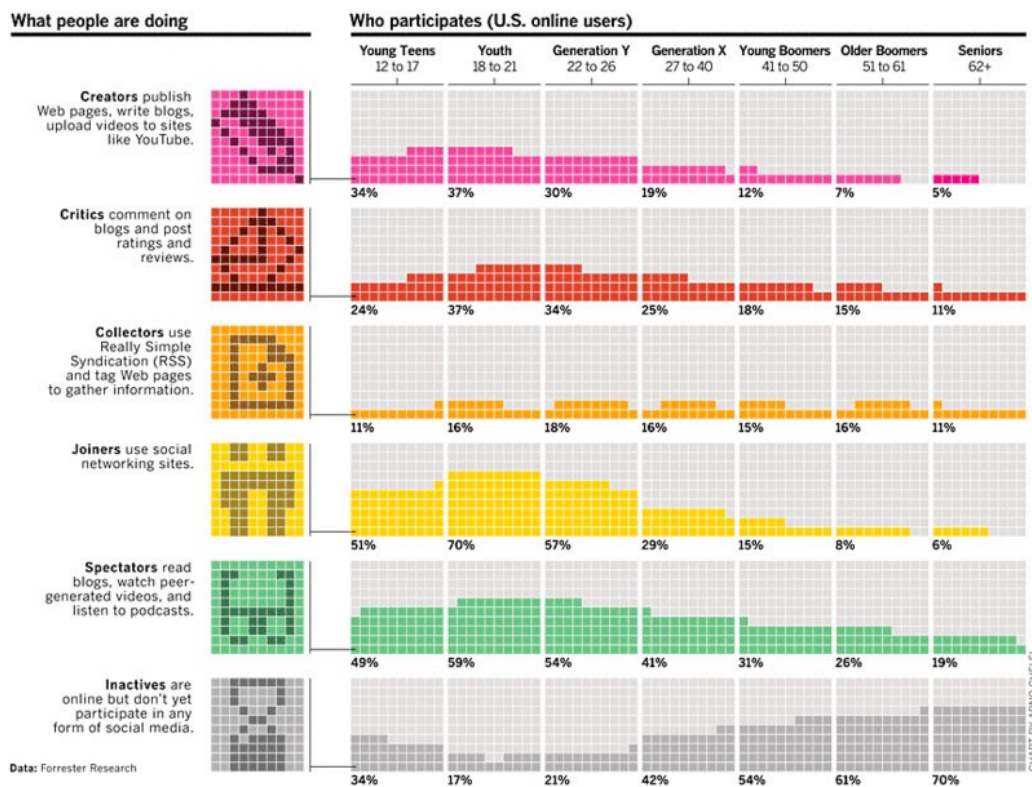 What people are doing
Who participates (U.S. online users)
Young Teens
12 to 17
Youth
18 to 21
Generation Y
22 to 26
Generation X
27 to 40
Young Boomers
41 to 50
Older Boomers
51 to 61
Seniors
62+
Creators publish
Web pages, write blogs,
upload videos to sites
like YouTube.
34%
37%
30%
19%
12%
7%
5%
Critics comment on
blogs and post
ratings and
reviews.
24%
37%
34%
25%
18%
15%
11%
Collectors use
Really Simple
Syndication (RSS)
and tag Web pages
to gather information.
11%
16%
18%
16%
15%
16%
11%
Joiners use social
networking sites.
51%
70%
57%
29%
15%
8%
6%
Spectators read
blogs, watch peer-
generated videos, and
listen to podcasts.
49%
59%
54%
41%
31%
26%
19%
Inactives are
online but don't yet
participate in any
form of social media.
34%
17%
21%
42%
54%
61%
70%
Data: Forrester Research